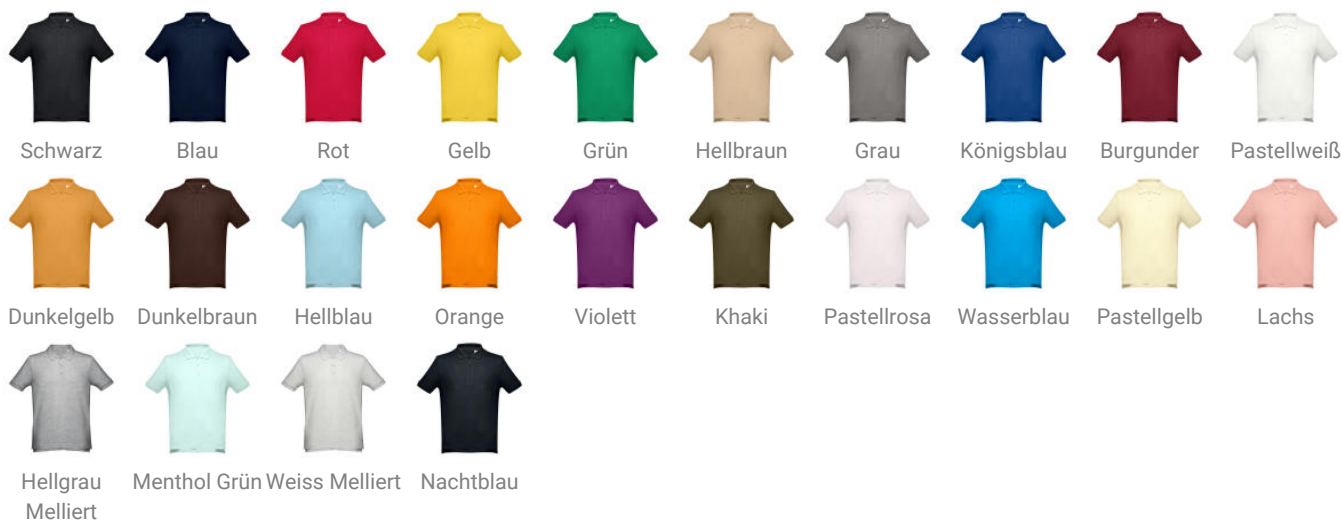 Schwarz Blau Rot Gelb Grün Hellbraun Grau Königsblau Burgunder Pastellweiß
Dunkelgelb Dunkelbraun Hellblau Orange Violett Khaki Pastellrosa Wasserblau Pastellgelb Lachs
Hellgrau Menthol Grün Weiss Melliert Nachtblau
Melliert